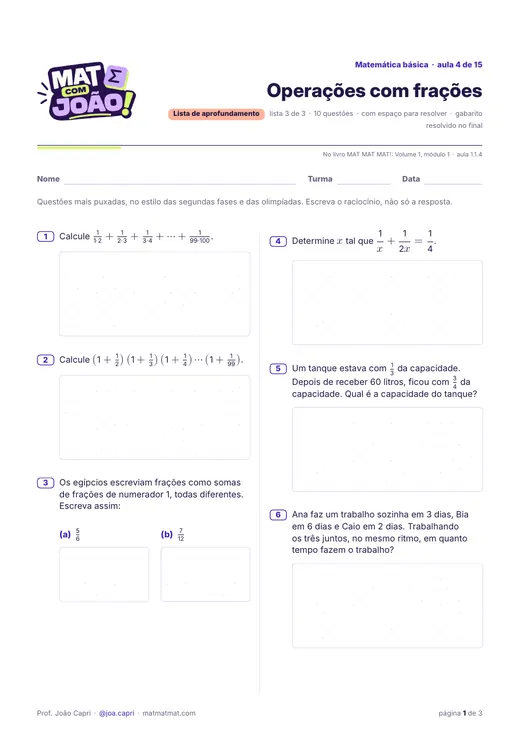 MAT
COM
JOÃO!
Σ
Matemática básica · aula 4 de 15
Operações com frações
Lista de aprofundamento lista 3 de 3 · 10 questões · com espaço para resolver · gabarito
resolvido no final
No livro MAT MAT MAT!: Volume 1, módulo 1 · aula 1.1.4
Nome Turma Data
Questões mais puxadas, no estilo das segundas fases e das olimpíadas. Escreva o raciocínio, não só a resposta.
1 Calcule 1/(1·2) + 1/(2·3) + 1/(3·4) + ⋯ + 1/(99·100).
2 Calcule (1 + 1/2) (1 + 1/3) (1 + 1/4) ⋯ (1 + 1/99).
3 Os egípcios escreviam frações como somas
de frações de numerador 1, todas diferentes.
Escreva assim:
(a) 5/6 (b) 7/12
4 Determine x tal que 1/x + 1/(2x) = 1/4.
5 Um tanque estava com 1/3 da capacidade.
Depois de receber 60 litros, ficou com 3/4 da
capacidade. Qual é a capacidade do tanque?
6 Ana faz um trabalho sozinha em 3 dias, Bia
em 6 dias e Caio em 2 dias. Trabalhando
os três juntos, no mesmo ritmo, em quanto
tempo fazem o trabalho?
Prof. João Capri · @joa.capri · matmatmat.com página 1 de 3